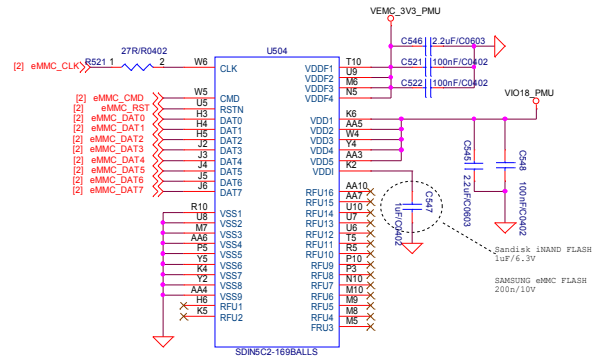 VEMC_3V3_PMU
C546 2.2uF/C0603
C521 100nF/C0402
C522 100nF/C0402
27R/R0402
[2] eMMC_CLK R521 1 2 W6 CLK
U504
T10 VDDF1
U9 VDDF2
M6 VDDF3
N5 VDDF4
VIO18_PMU
[2] eMMC_CMD W5 CMD
[2] eMMC_RST U5 RSTN
[2] eMMC_DAT0 H3 DAT0
[2] eMMC_DAT1 H4 DAT1
[2] eMMC_DAT2 H5 DAT2
[2] eMMC_DAT3 J2 DAT3
[2] eMMC_DAT4 J3 DAT4
[2] eMMC_DAT5 J4 DAT5
[2] eMMC_DAT6 J5 DAT6
[2] eMMC_DAT7 J6 DAT7
K6 VDD1
AA5 VDD2
W4 VDD3
Y4 VDD4
AA3 VDD5
K2 VDDI
C545 2.2uF/C0603
C548 100nF/C0402
C547 1uF/C0402
R10 VSS1
U8 VSS2
M7 VSS3
AA6 VSS4
P5 VSS5
Y5 VSS6
K4 VSS7
Y2 VSS8
AA4 VSS9
H6 RFU1
K5 RFU2
AA10 RFU16
AA7 RFU15
U10 RFU14
U7 RFU13
U6 RFU12
T5 RFU11
R5 RFU10
P10 RFU9
P3 RFU8
N10 RFU7
M10 RFU6
M9 RFU5
M8 RFU4
M5 FRU3
SDIN5C2-169BALLS
Sandisk iNAND FLASH
1uF/6.3V
SAMSUNG eMMC FLASH
200n/10V